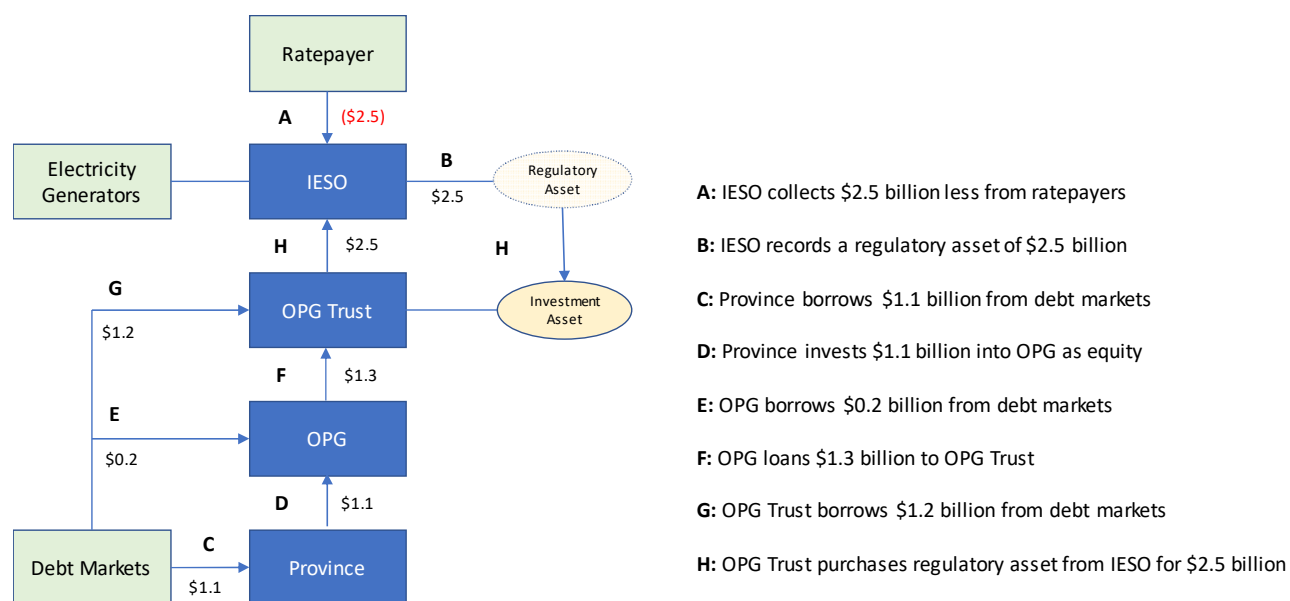 Ratepayer
A
($2.5)
Electricity
Generators
IESO
B
$2.5
Regulatory
Asset
H
$2.5
H
G
$1.2
OPG Trust
Investment
Asset
F
$1.3
E
$0.2
OPG
D
$1.1
Debt Markets
C
$1.1
Province
A: IESO collects $2.5 billion less from ratepayers
B: IESO records a regulatory asset of $2.5 billion
C: Province borrows $1.1 billion from debt markets
D: Province invests $1.1 billion into OPG as equity
E: OPG borrows $0.2 billion from debt markets
F: OPG loans $1.3 billion to OPG Trust
G: OPG Trust borrows $1.2 billion from debt markets
H: OPG Trust purchases regulatory asset from IESO for $2.5 billion